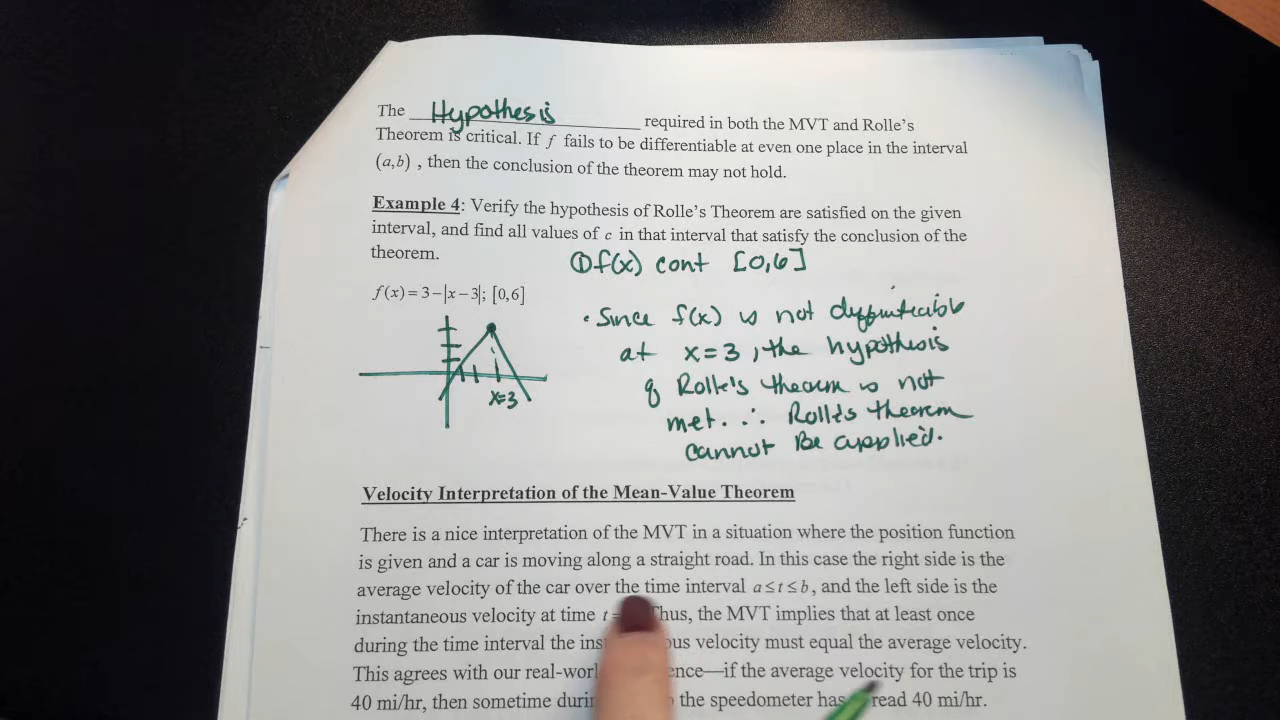 The Hypothesis required in both the MVT and Rolle's
Theorem is critical. If f fails to be differentiable at even one place in the interval
(a,b), then the conclusion of the theorem may not hold.
Example 4: Verify the hypothesis of Rolle's Theorem are satisfied on the given
interval, and find all values of c in that interval that satisfy the conclusion of the
theorem.
① f(x) cont [0,6]
f(x) = 3-|x-3|; [0,6]
• Since f(x) is not
at x=3, the hypothesis
of Rolle's theorem is not
met. ∴ Rolle's theorem
cannot be applied.
x=3
Velocity Interpretation of the Mean-Value Theorem
There is a nice interpretation of the MVT in a situation where the position function
is given and a car is moving along a straight road. In this case the right side is the
average velocity of the car over the time interval a≤t≤b, and the left side is the
instantaneous velocity at time t = Thus, the MVT implies that at least once
during the time interval the velocity must equal the average velocity.
This agrees with our if the average velocity for the trip is
40 mi/hr, then sometime the speedometer has read 40 mi/hr.